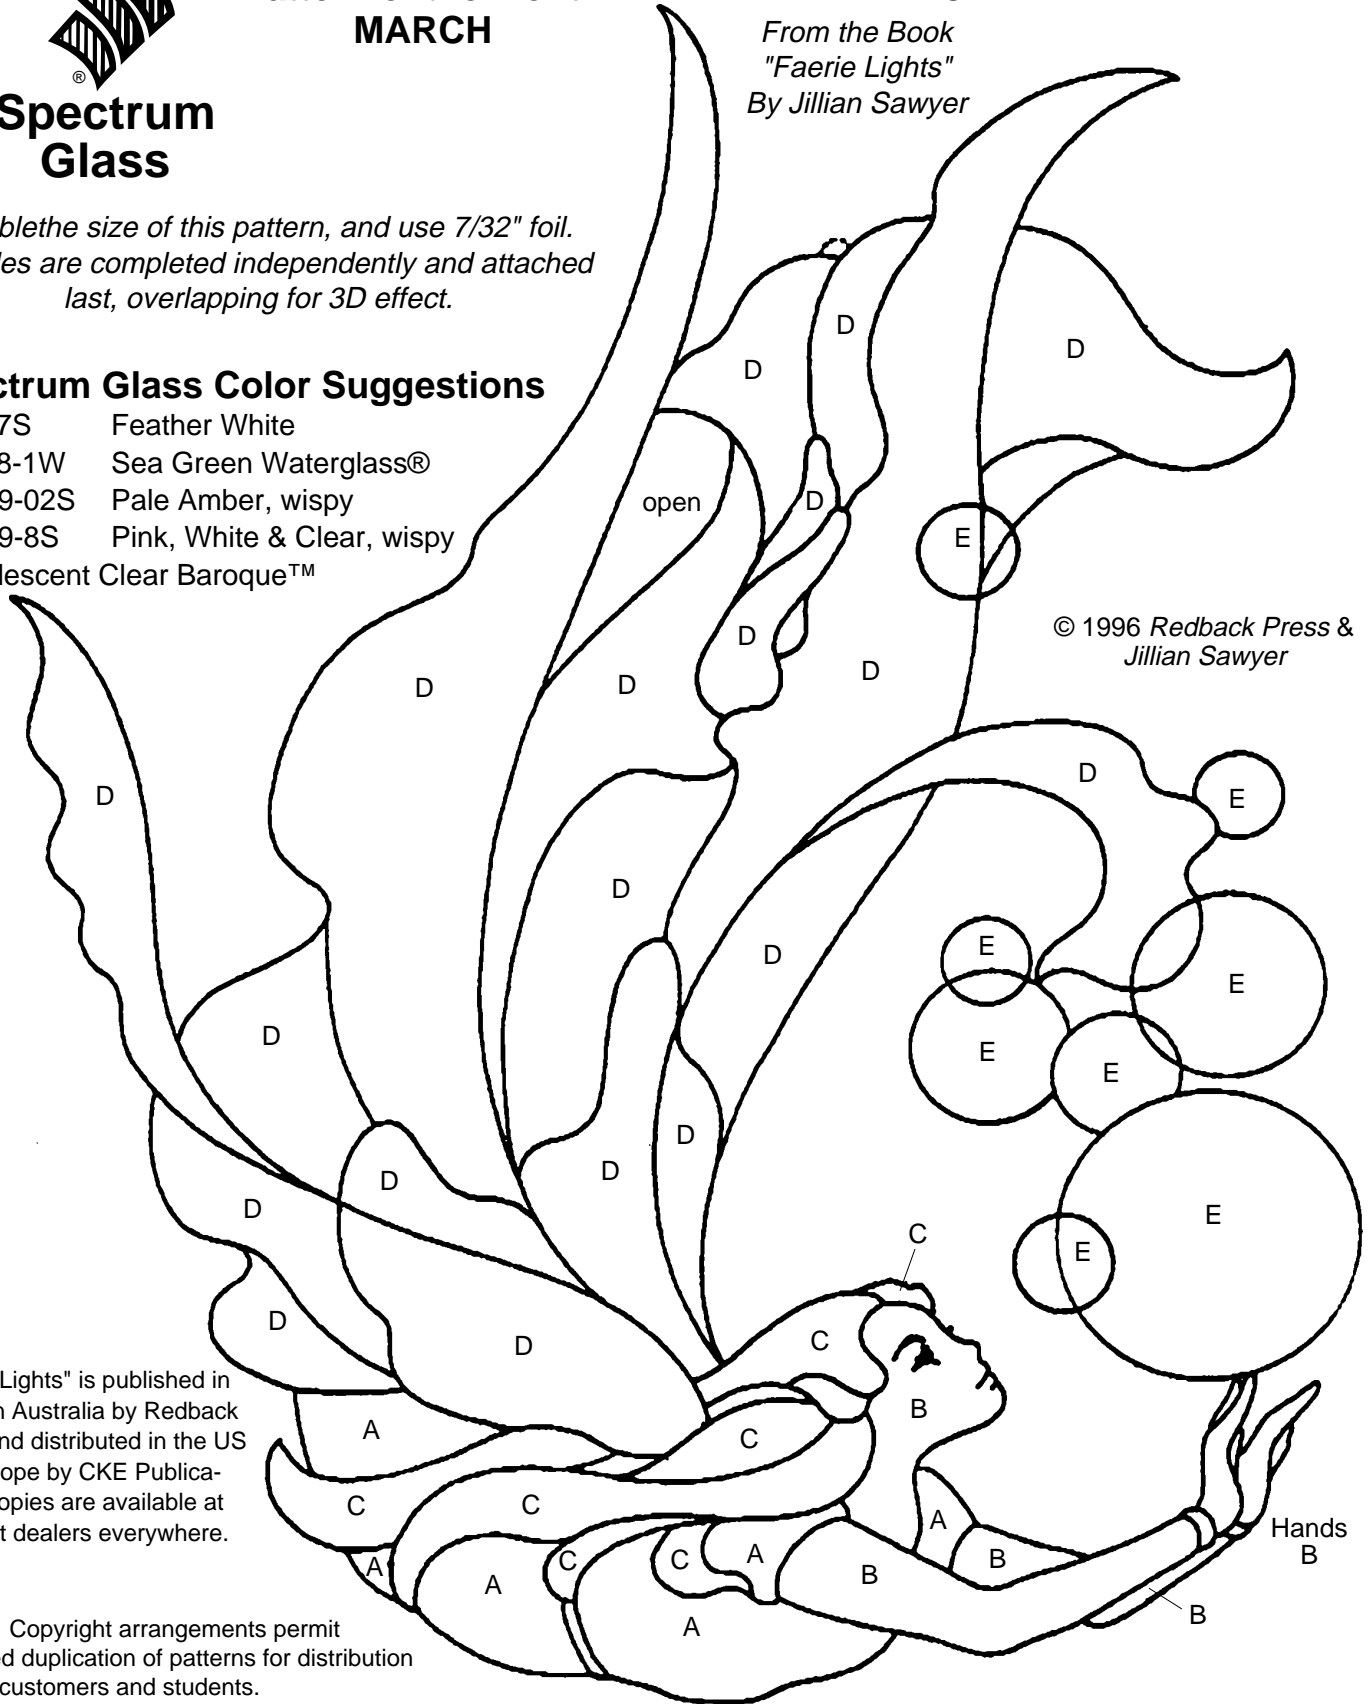 MARCH
From the Book
"Faerie Lights"
By Jillian Sawyer
®
Spectrum
Glass
blethe size of this pattern, and use 7/32" foil.
les are completed independently and attached
last, overlapping for 3D effect.
ctrum Glass Color Suggestions
7S Feather White
8-1W Sea Green Waterglass®
9-02S Pale Amber, wispy
9-8S Pink, White & Clear, wispy
descent Clear Baroque™
D
D
D
open
D
E
© 1996 Redback Press &
Jillian Sawyer
D
D
D
D
D
D
E
D
E
D
E
D
E
E
D
D
D
D
E
C
E
D
C
D
Lights" is published in
n Australia by Redback
nd distributed in the US
rope by CKE Publica-
opies are available at
t dealers everywhere.
A
B
C
C
C
A
Hands
B
A
C
C
A
B
B
A
B
A
Copyright arrangements permit
ed duplication of patterns for distribution
customers and students.